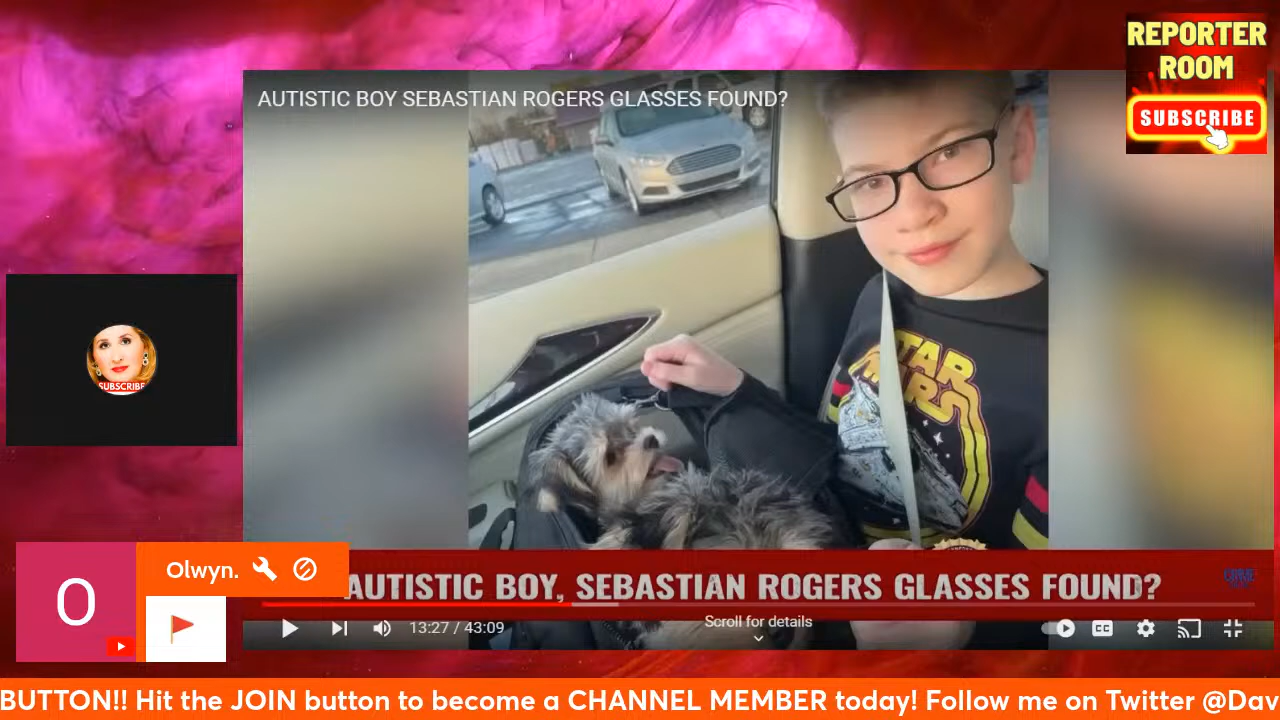 REPORTER
ROOM
SUBSCRIBE
AUTISTIC BOY SEBASTIAN ROGERS GLASSES FOUND?
STAR
WARS
SUBSCRIBE
Olwyn.
O
AUTISTIC BOY, SEBASTIAN ROGERS GLASSES FOUND?
13:27 / 43:09
Scroll for details
CC
BUTTON!! Hit the JOIN button to become a CHANNEL MEMBER today! Follow me on Twitter @Dav